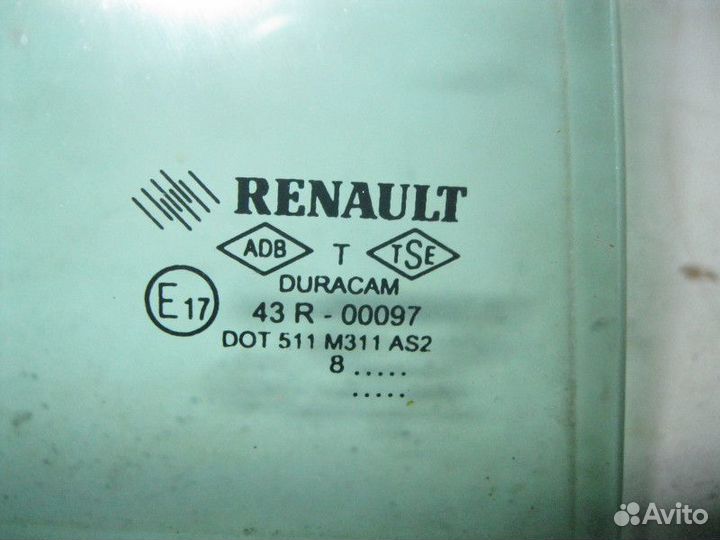 RENAULT
ADB T TSE
DURACAM
E17 43 R - 00097
DOT 511 M311 AS2
8 .....
.....
Avito